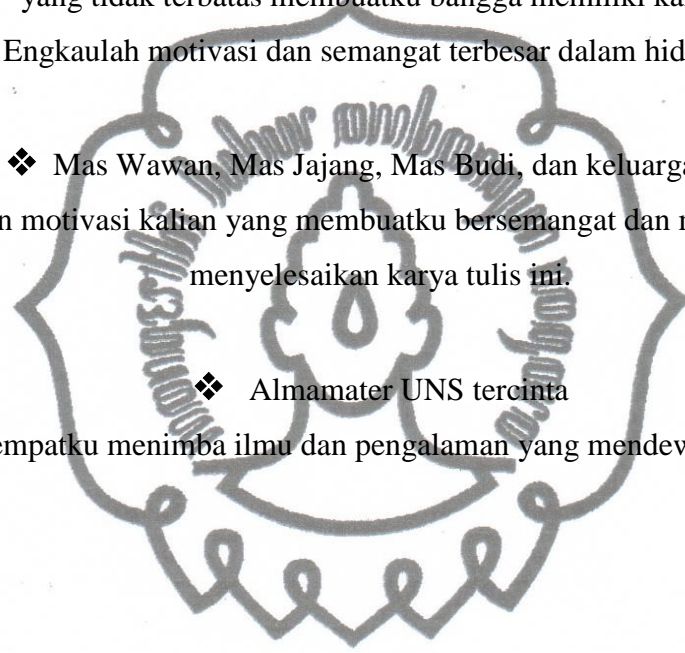 yang tidak terbatas membuatku bangga memiliki ka
Engkaulah motivasi dan semangat terbesar dalam hid
❖ Mas Wawan, Mas Jajang, Mas Budi, dan keluarga
n motivasi kalian yang membuatku bersemangat dan
menyelesaikan karya tulis ini.
❖ Almamater UNS tercinta
empatku menimba ilmu dan pengalaman yang mendew